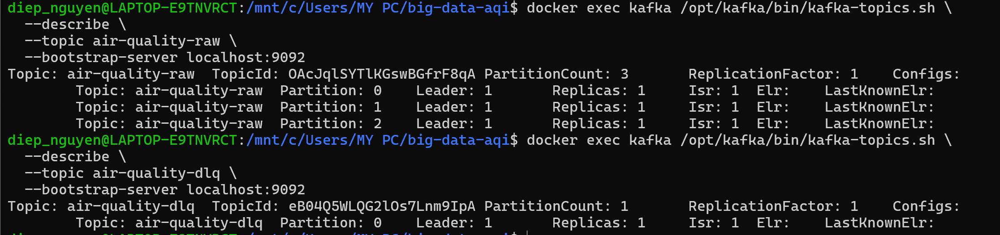 diep_nguyen@LAPTOP-E9TNVRCT:/mnt/c/Users/MY PC/big-data-aqi$ docker exec kafka /opt/kafka/bin/kafka-topics.sh \
  --describe \
  --topic air-quality-raw \
  --bootstrap-server localhost:9092
Topic: air-quality-raw  TopicId: OAcJqlSYTlKGswBGfrF8qA PartitionCount: 3       ReplicationFactor: 1    Configs:
        Topic: air-quality-raw  Partition: 0    Leader: 1       Replicas: 1     Isr: 1  Elr:    LastKnownElr:
        Topic: air-quality-raw  Partition: 1    Leader: 1       Replicas: 1     Isr: 1  Elr:    LastKnownElr:
        Topic: air-quality-raw  Partition: 2    Leader: 1       Replicas: 1     Isr: 1  Elr:    LastKnownElr:
diep_nguyen@LAPTOP-E9TNVRCT:/mnt/c/Users/MY PC/big-data-aqi$ docker exec kafka /opt/kafka/bin/kafka-topics.sh \
  --describe \
  --topic air-quality-dlq \
  --bootstrap-server localhost:9092
Topic: air-quality-dlq  TopicId: eB04Q5WLQG2lOs7Lnm9IpA PartitionCount: 1       ReplicationFactor: 1    Configs:
        Topic: air-quality-dlq  Partition: 0    Leader: 1       Replicas: 1     Isr: 1  Elr:    LastKnownElr: